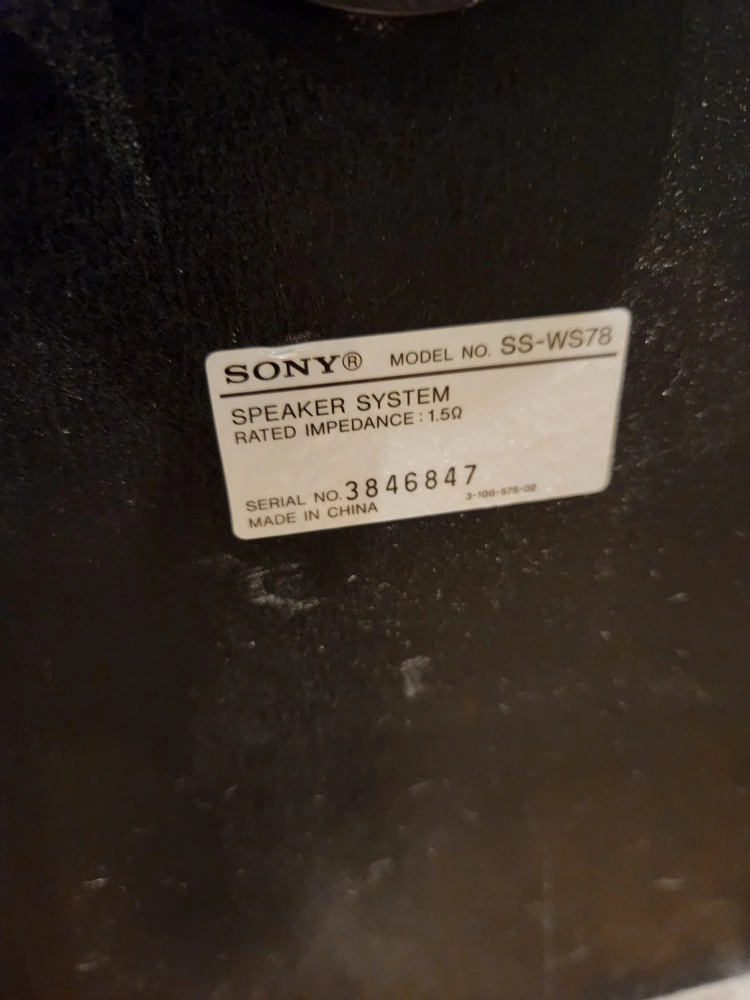 SONY® MODEL NO. SS-WS78
SPEAKER SYSTEM
RATED IMPEDANCE : 1.5Ω
SERIAL NO. 3846847 3-106-575-02
MADE IN CHINA